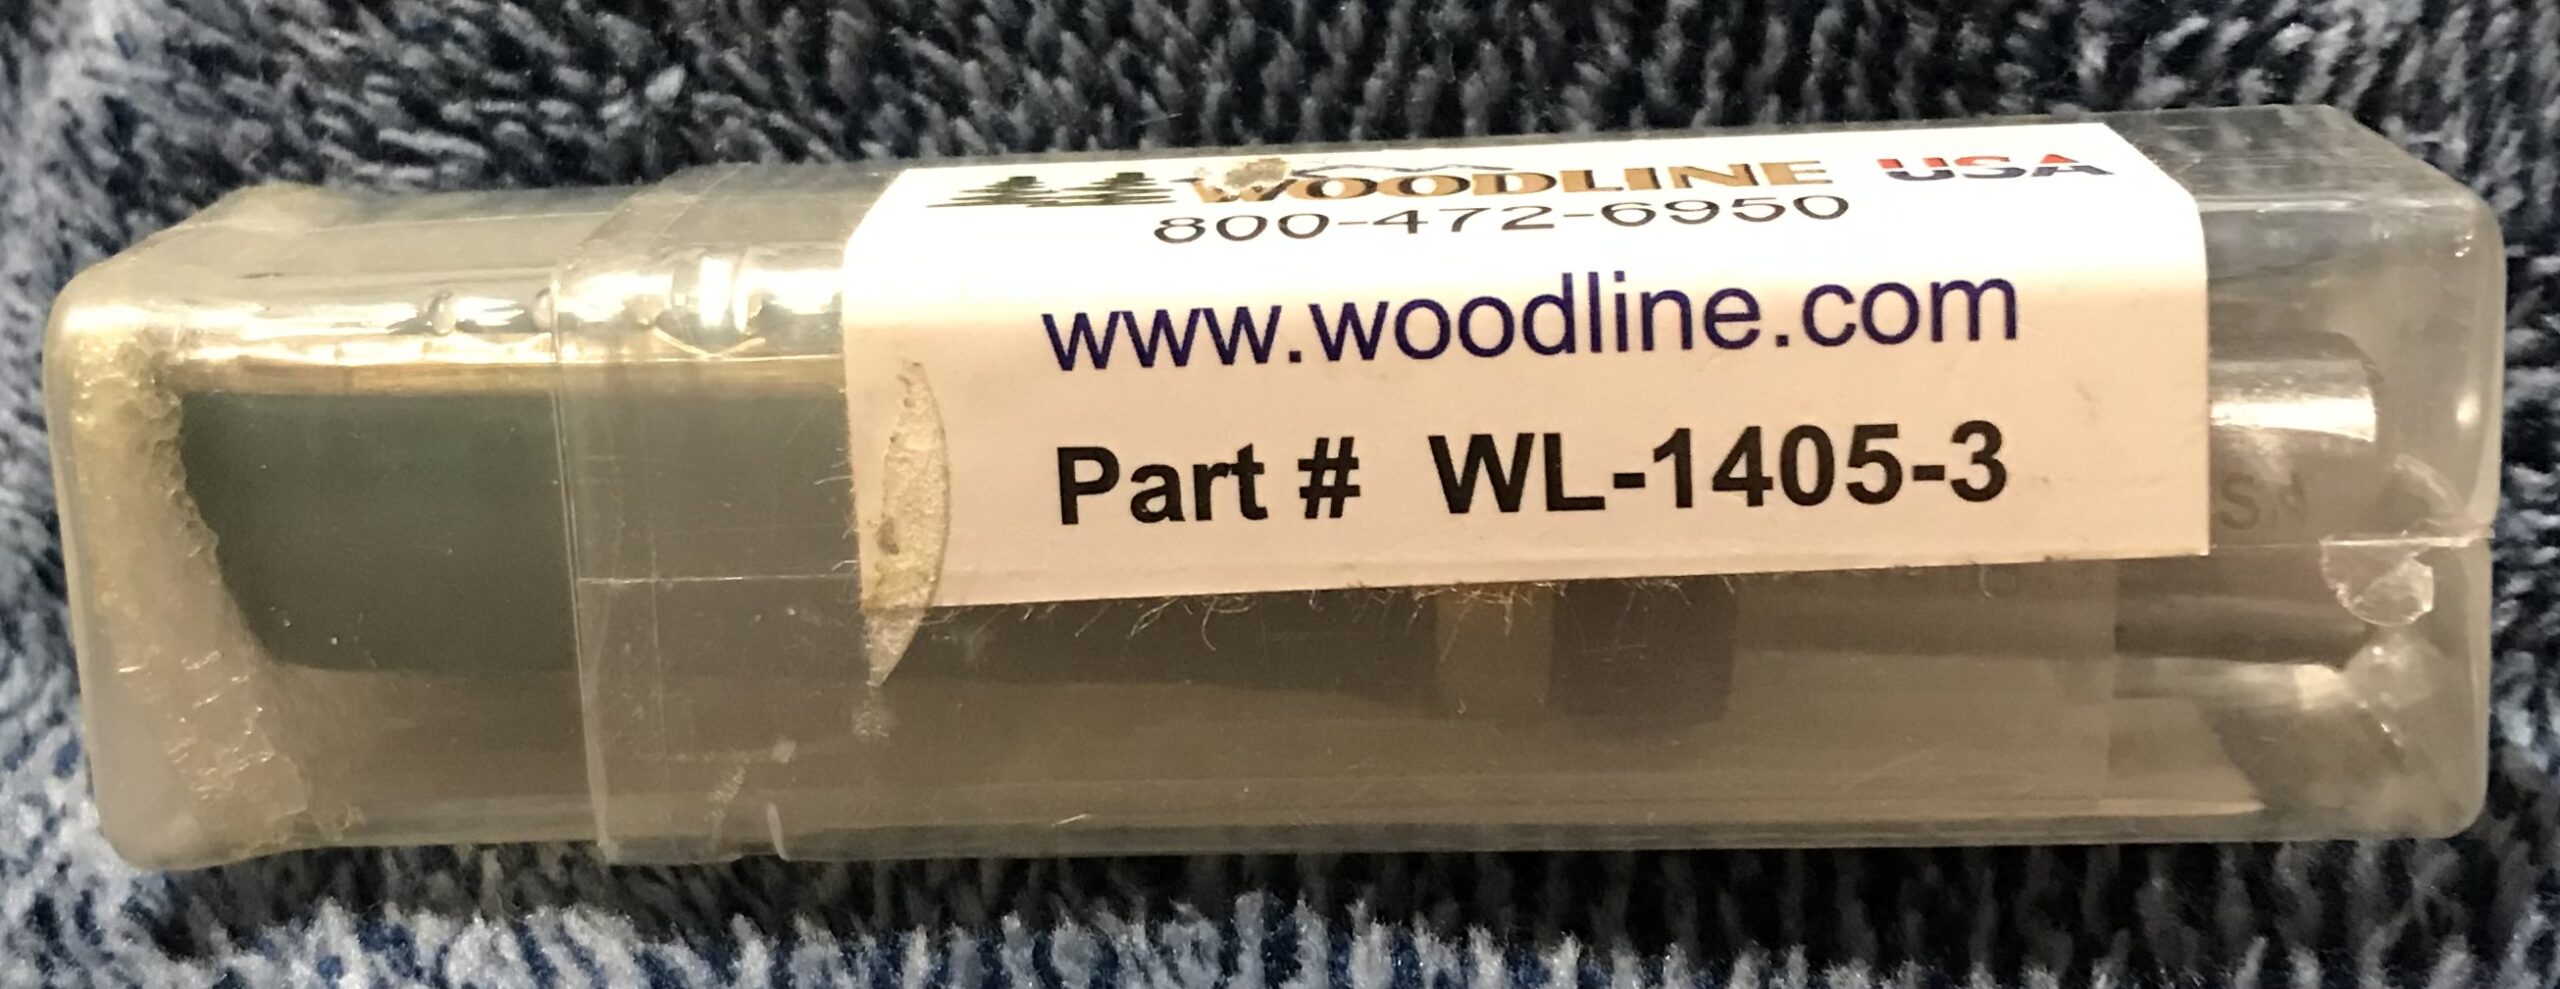 WOODLINE USA
800-472-6950
www.woodline.com
Part # WL-1405-3